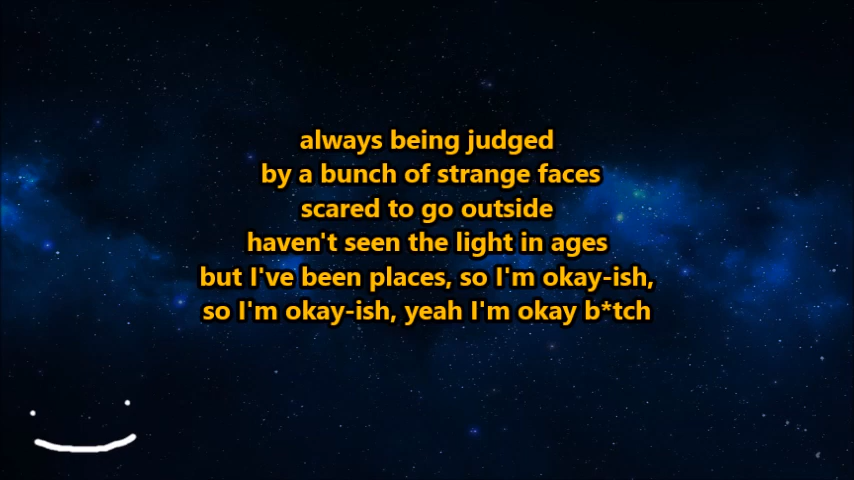 always being judged
by a bunch of strange faces
scared to go outside
haven't seen the light in ages
but I've been places, so I'm okay-ish,
so I'm okay-ish, yeah I'm okay b*tch